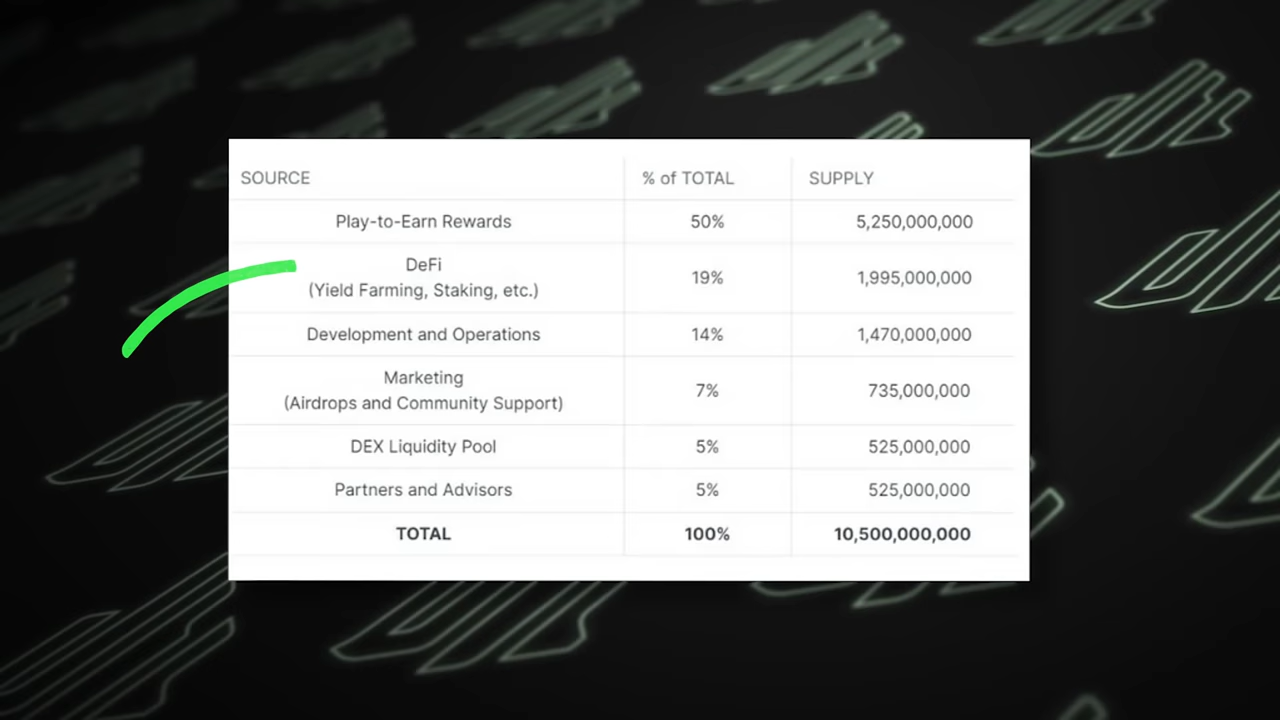 SOURCE % of TOTAL SUPPLY
Play-to-Earn Rewards 50% 5,250,000,000
DeFi
(Yield Farming, Staking, etc.) 19% 1,995,000,000
Development and Operations 14% 1,470,000,000
Marketing
(Airdrops and Community Support) 7% 735,000,000
DEX Liquidity Pool 5% 525,000,000
Partners and Advisors 5% 525,000,000
TOTAL 100% 10,500,000,000